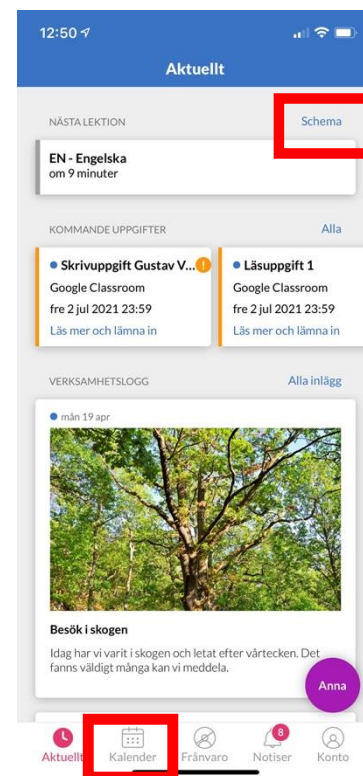 12:50
Aktuellt
NÄSTA LEKTION Schema
EN - Engelska
om 9 minuter
KOMMANDE UPPGIFTER Alla
Skrivuppgift Gustav V... !
Google Classroom
fre 2 jul 2021 23:59
Läs mer och lämna in
Läsuppgift 1
Google Classroom
fre 2 jul 2021 23:59
Läs mer och lämna in
VERKSAMHETSLOGG Alla inlägg
mån 19 apr
Besök i skogen
Idag har vi varit i skogen och letat efter vårtecken. Det
fanns väldigt många kan vi meddela.
Anna
8
Aktuellt Kalender Frånvaro Notiser Konto